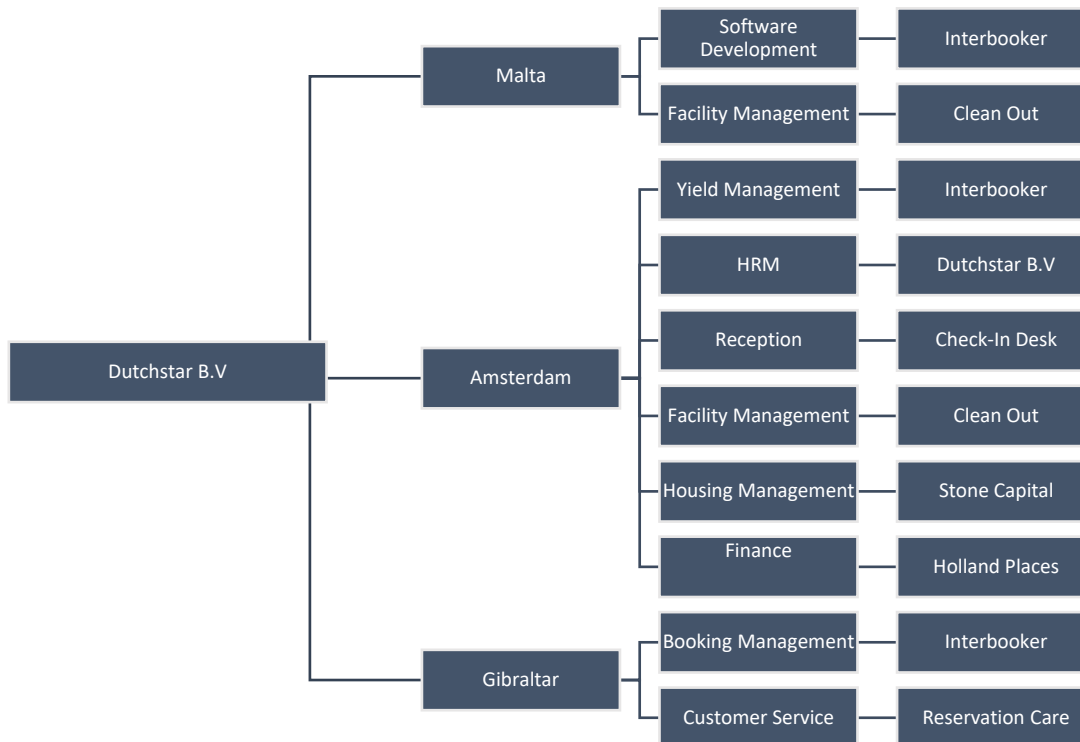 Software
Development
Interbooker
Malta
Facility Management
Clean Out
Yield Management
Interbooker
HRM
Dutchstar B.V
Reception
Check-In Desk
Dutchstar B.V
Amsterdam
Facility Management
Clean Out
Housing Management
Stone Capital
Finance
Holland Places
Booking Management
Interbooker
Gibraltar
Customer Service
Reservation Care